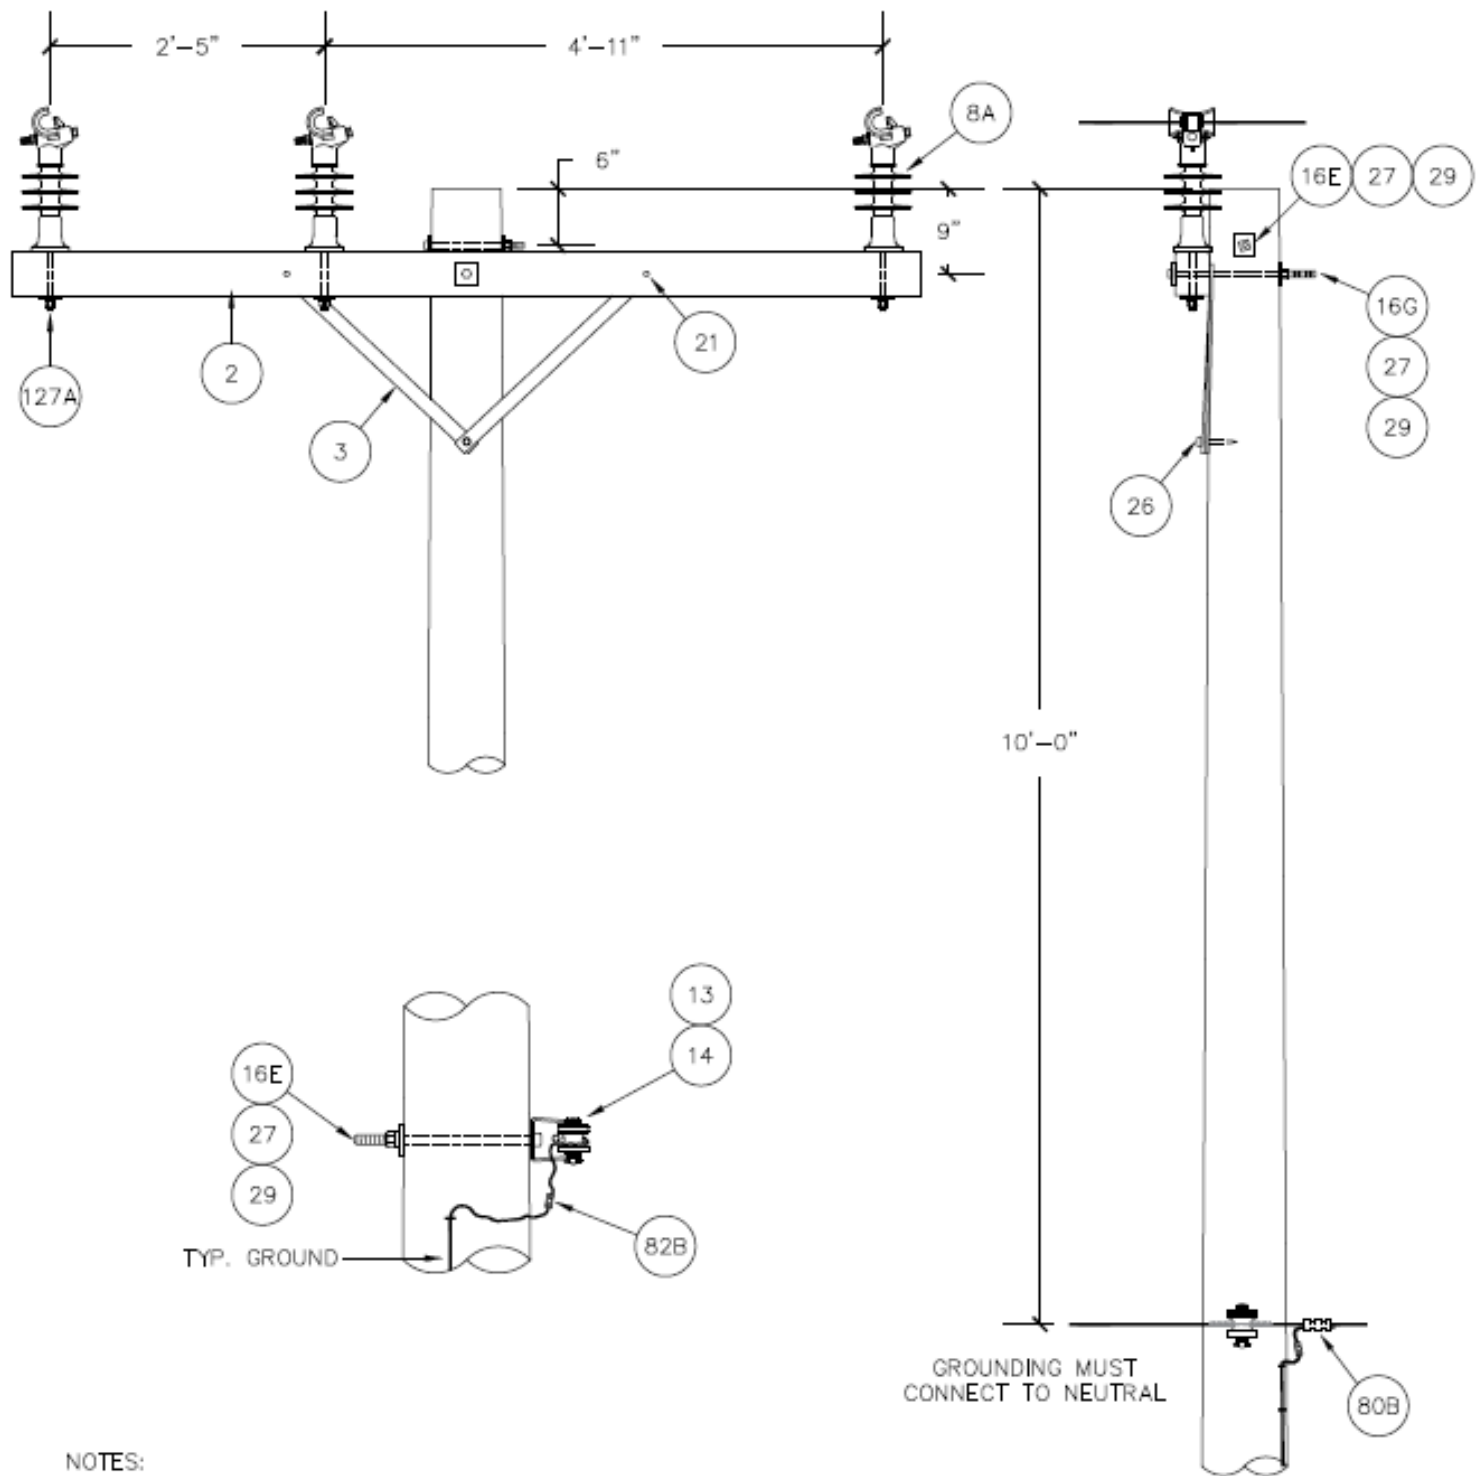 2'-5"
4'-11"
8A
6"
16E 27 29
9"
16G
27
29
21
2
127A
3
26
10'-0"
13
14
16E
27
29
TYP. GROUND
82B
GROUNDING MUST
CONNECT TO NEUTRAL
80B
NOTES: